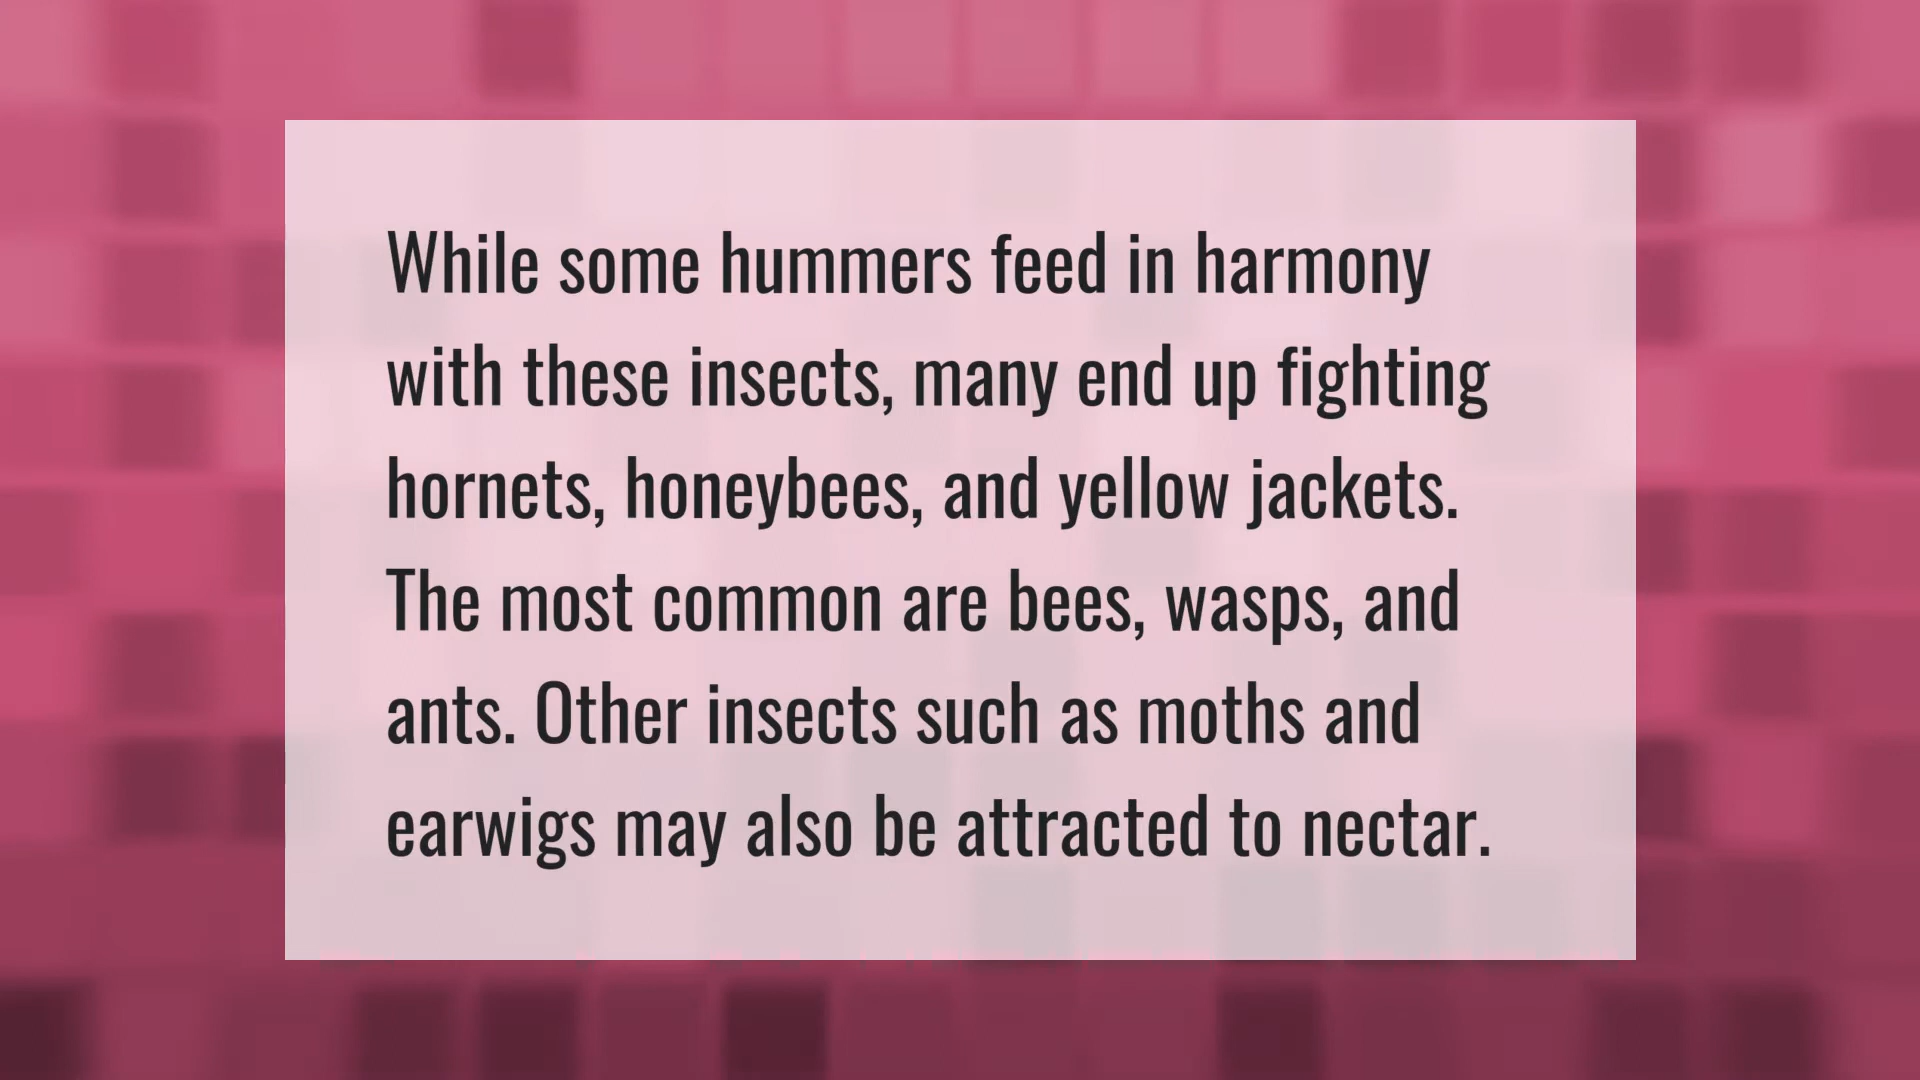 While some hummers feed in harmony
with these insects, many end up fighting
hornets, honeybees, and yellow jackets.
The most common are bees, wasps, and
ants. Other insects such as moths and
earwigs may also be attracted to nectar.